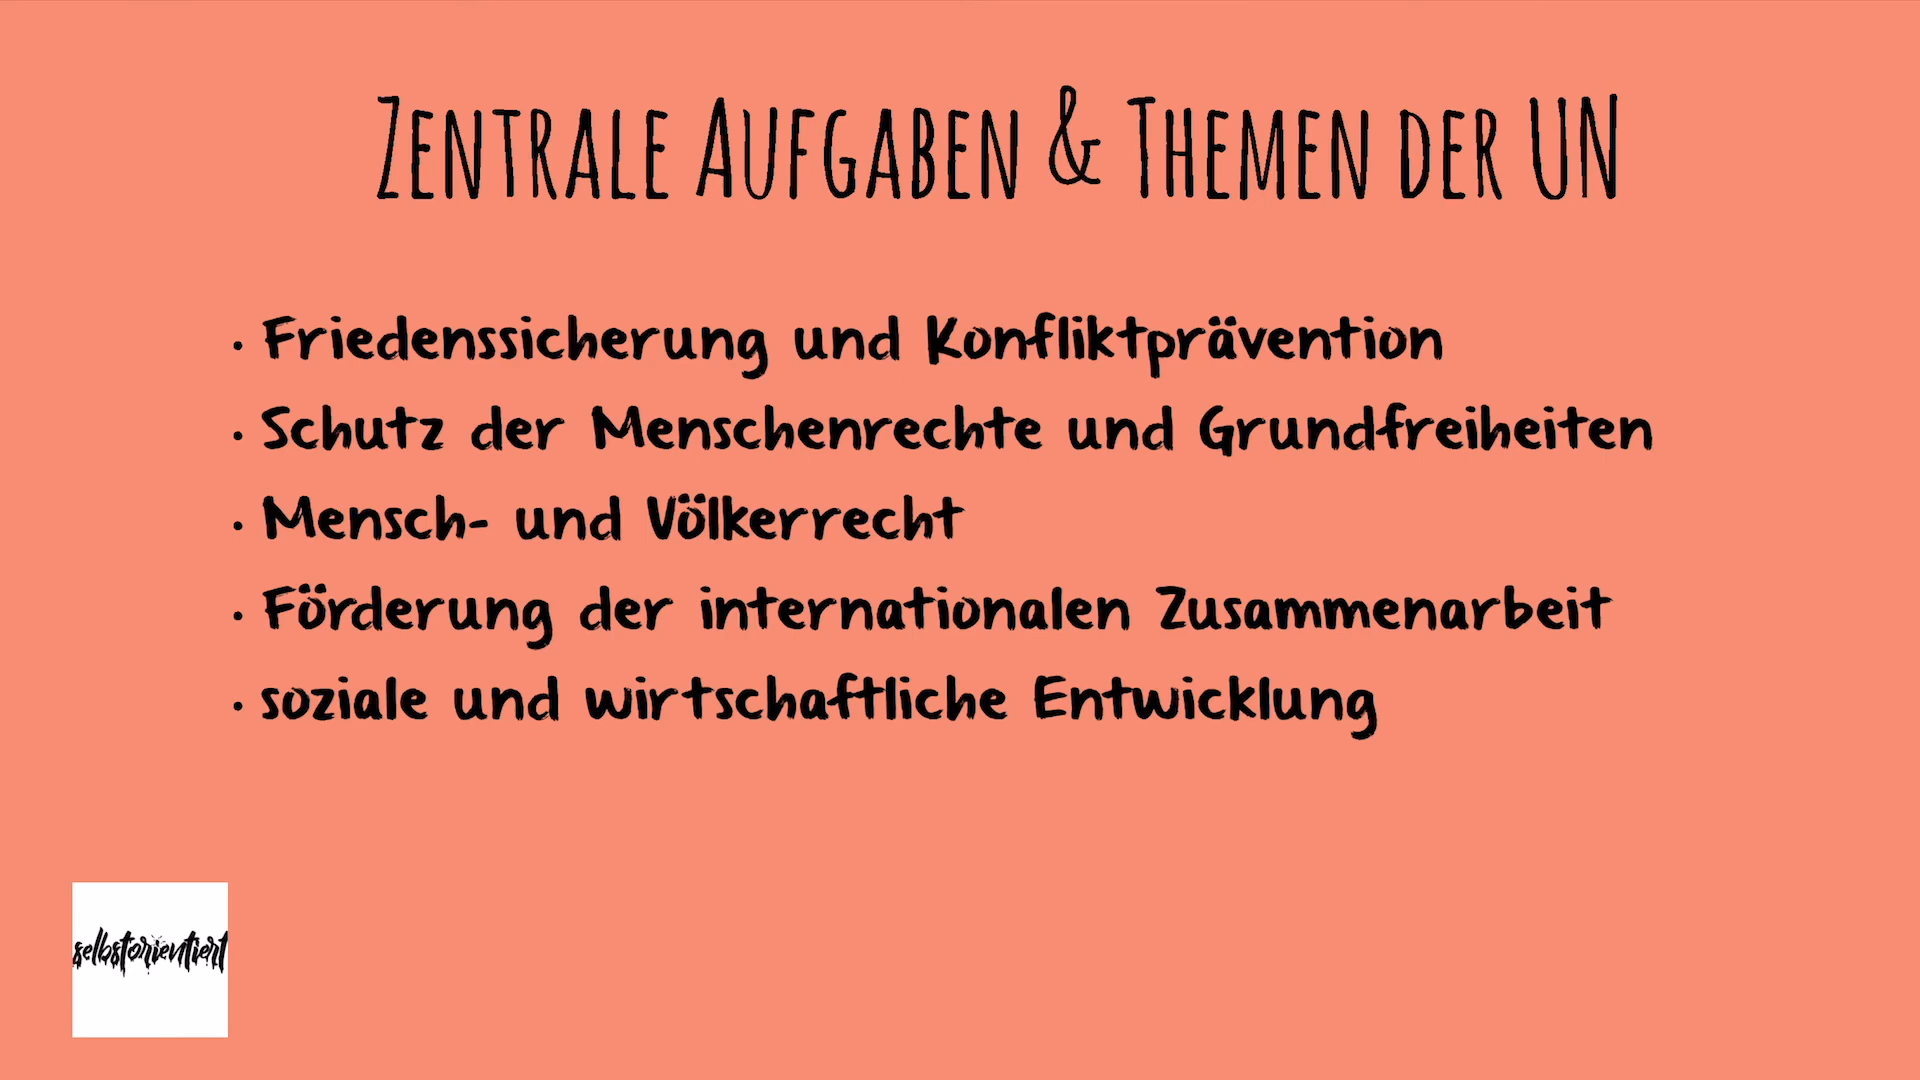 Zentrale Aufgaben & Themen der UN
• Friedenssicherung und Konfliktprävention
• Schutz der Menschenrechte und Grundfreiheiten
• Mensch- und Völkerrecht
• Förderung der internationalen Zusammenarbeit
• soziale und wirtschaftliche Entwicklung
selbstorientiert